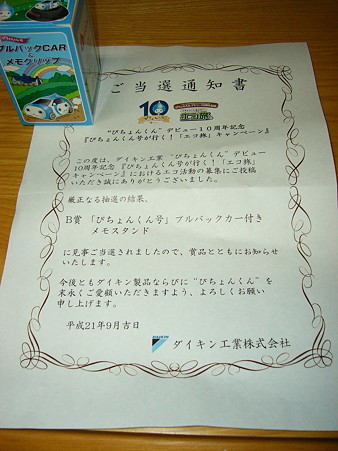 プルバックCAR
メモクリップ
ご当選通知書
10
"ぴちょんくん"デビュー１０周年記念
『ぴちょんくん号が行く！「エコ旅」キャンペーン』
この度は、ダイキン工業 "ぴちょんくん"デビュー
10周年記念『ぴちょんくん号が行く！「エコ旅」
キャンペーン』におけるエコ活動の募集にご投稿
いただき誠にありがとうございました。
厳正なる抽選の結果、
B賞 「ぴちょんくん号」プルバックカー付き
メモスタンド
に見事ご当選されましたので、賞品とともにお知らせ
いたします。
今後ともダイキン製品ならびに"ぴちょんくん"を
末永くご愛顧いただきますよう、よろしくお願い
申し上げます。
平成21年9月吉日
DAIKIN
ダイキン工業株式会社